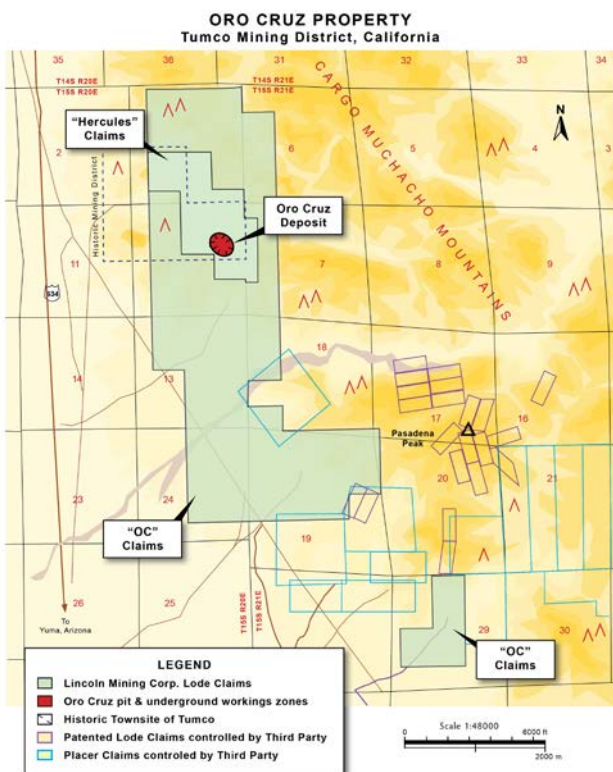 ORO CRUZ PROPERTY
Tumco Mining District, California
35
36
31
32
33
34
T14S R20E
T15S R20E
T14S R21E
T15S R21E
CARGO MUCHACHO MOUNTAINS
N
"Hercules"
Claims
2
6
5
4
3
Historic Mining District
Oro Cruz
Deposit
11
7
8
9
S34
18
14
13
17
16
Pasadena
Peak
23
24
20
21
19
"OC"
Claims
26
25
T15S R20E
T15S R21E
29
30
To
Yuma, Arizona
"OC"
Claims
LEGEND
Lincoln Mining Corp. Lode Claims
Oro Cruz pit & underground workings zones
Historic Townsite of Tumco
Patented Lode Claims controlled by Third Party
Placer Claims controled by Third Party
Scale 1:48000
0
6000 ft
2000 m